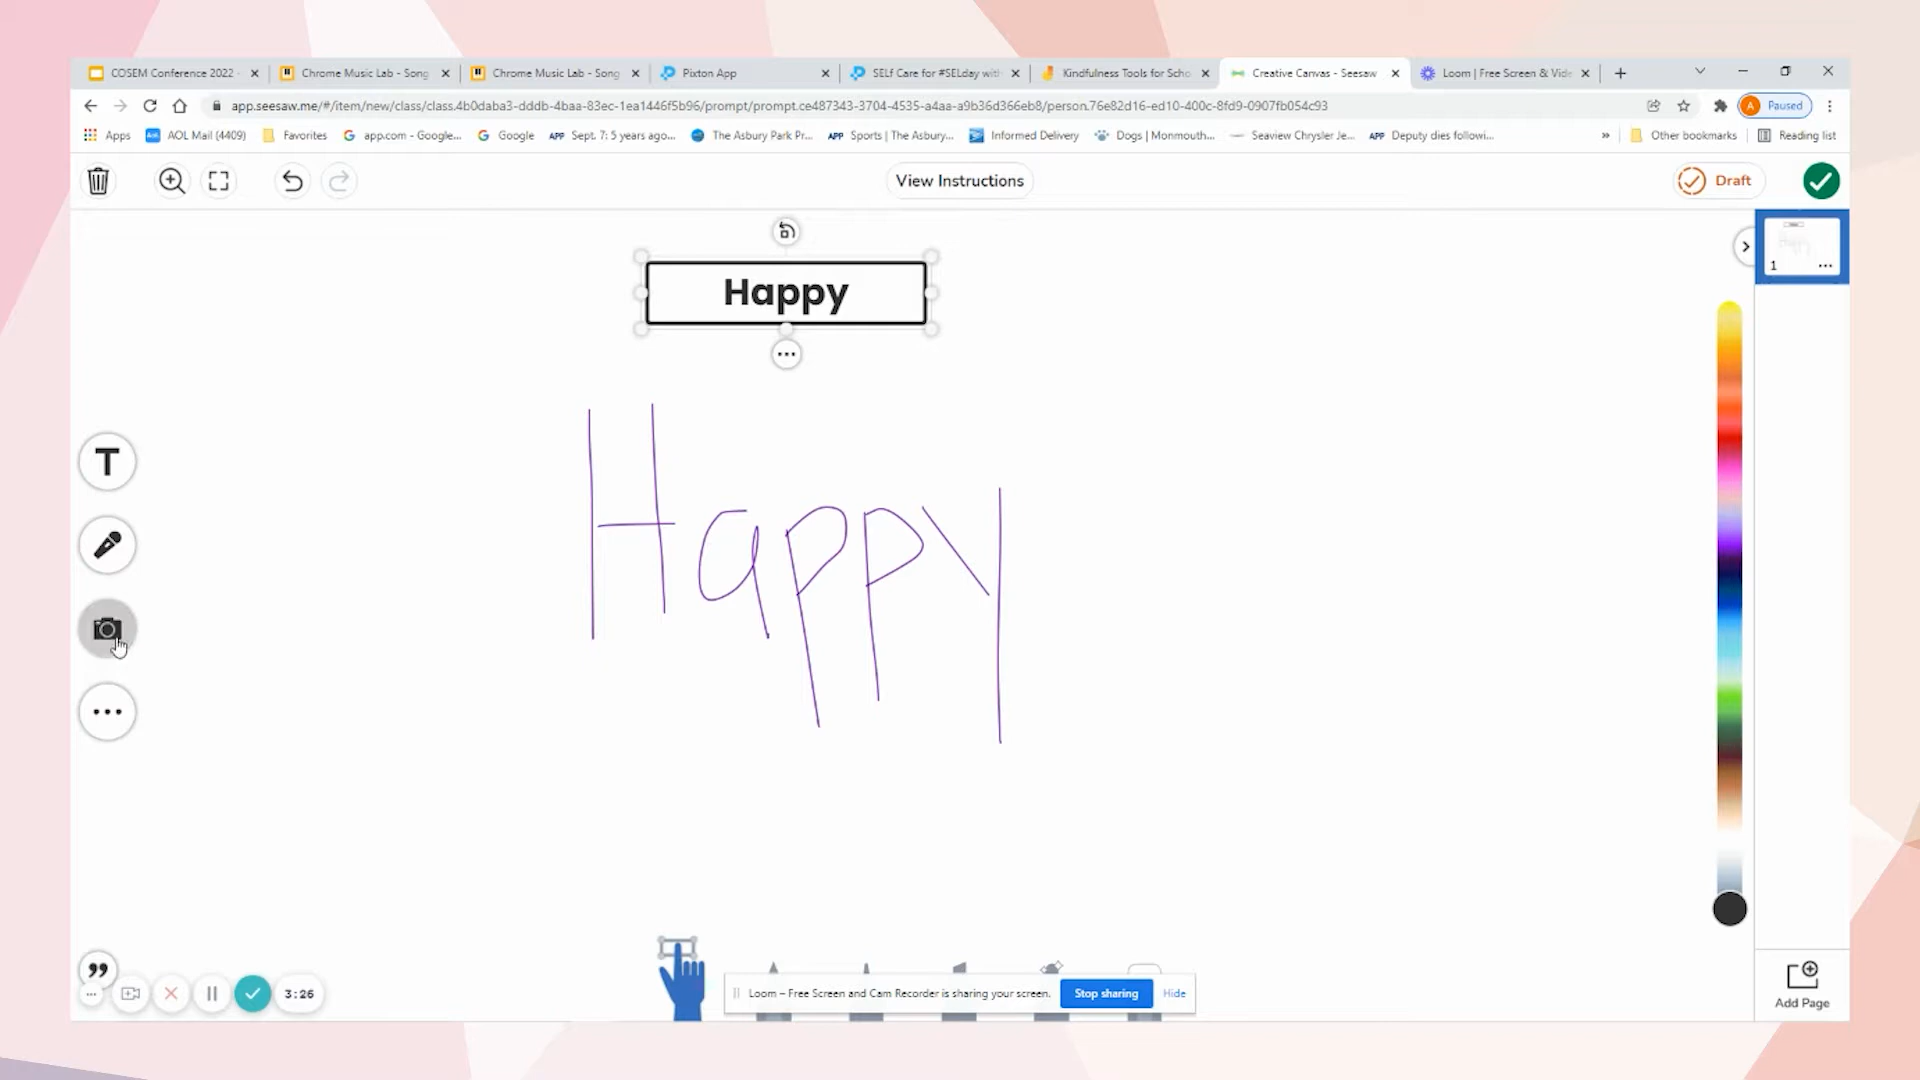 COSEM Conference 2022 -
Chrome Music Lab - Song
Chrome Music Lab - Song
Pixton App
SELf Care for #SELday with
Kindfulness Tools for Scho
Creative Canvas - Seesaw
Loom | Free Screen & Vide
app.seesaw.me/#/item/new/class/class.4b0daba3-dddb-4baa-83ec-1ea1446f5b96/prompt/prompt.ce487343-3704-4535-a4aa-a9b36d366eb8/person.76e82d16-ed10-400c-8fd9-0907fb054c93
A Paused
Apps
AOL Mail (4409)
Favorites
app.com - Google...
Google
APP Sept. 7: 5 years ago...
The Asbury Park Pr...
APP Sports | The Asbury...
Informed Delivery
Dogs | Monmouth...
Seaview Chrysler Je...
APP Deputy dies followi...
Other bookmarks
Reading list
View Instructions
Draft
Happy
1
T
Happy
3:26
Loom – Free Screen and Cam Recorder is sharing your screen.
Stop sharing
Hide
Add Page